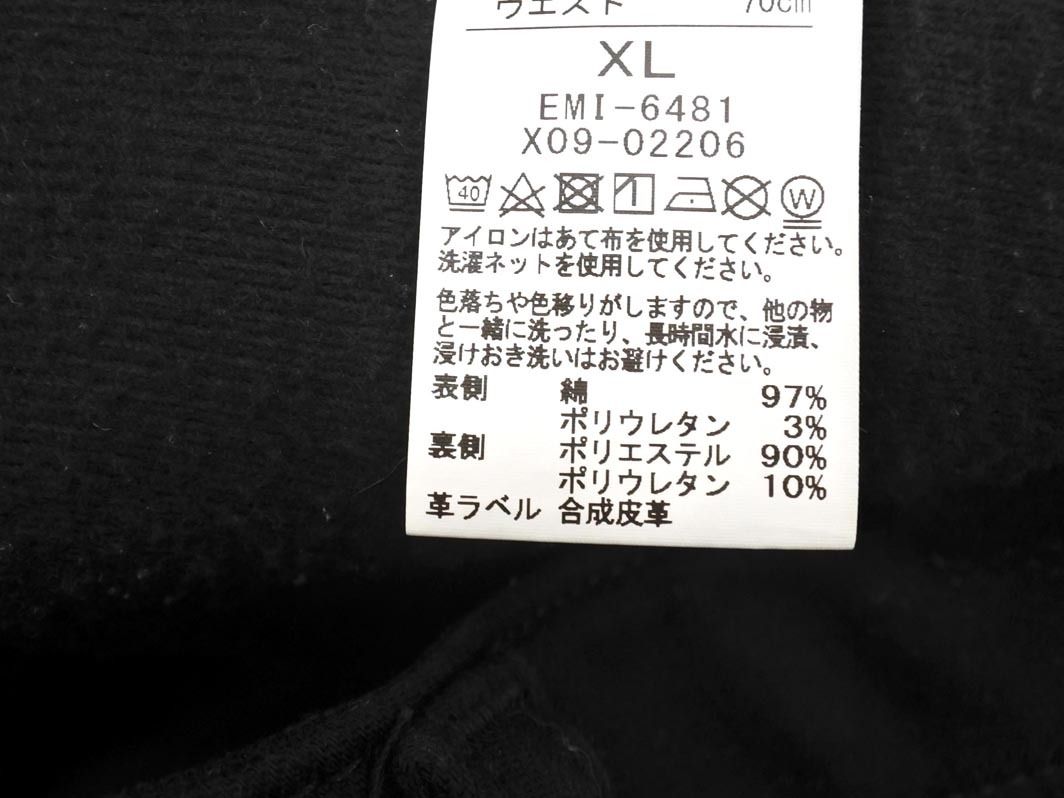 ウエスト 70cm
XL
EMI-6481
X09-02206
40 W
アイロンはあて布を使用してください。
洗濯ネットを使用してください。
色落ちや色移りがしますので、他の物
と一緒に洗ったり、長時間水に浸漬、
浸けおき洗いはお避けください。
表側 綿 97%
ポリウレタン 3%
裏側 ポリエステル 90%
ポリウレタン 10%
革ラベル 合成皮革